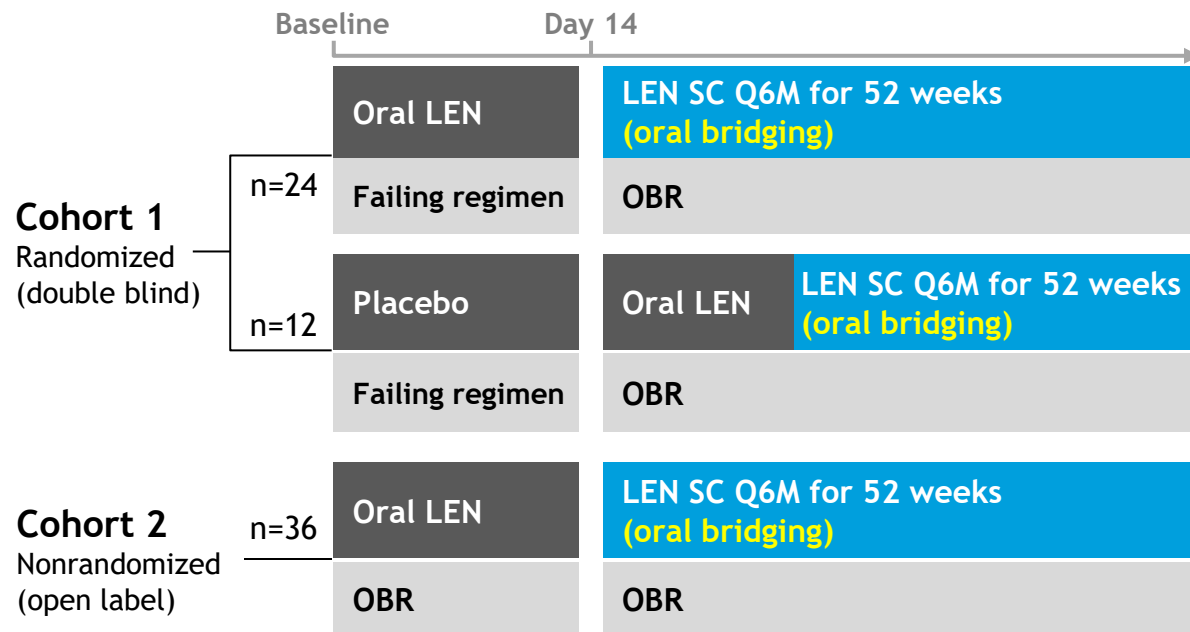 Baseline
Day 14
Cohort 1
Randomized
(double blind)
n=24
Oral LEN
LEN SC Q6M for 52 weeks
(oral bridging)
Failing regimen
OBR
n=12
Placebo
Oral LEN
LEN SC Q6M for 52 weeks
(oral bridging)
Failing regimen
OBR
Cohort 2
Nonrandomized
(open label)
n=36
Oral LEN
LEN SC Q6M for 52 weeks
(oral bridging)
OBR
OBR